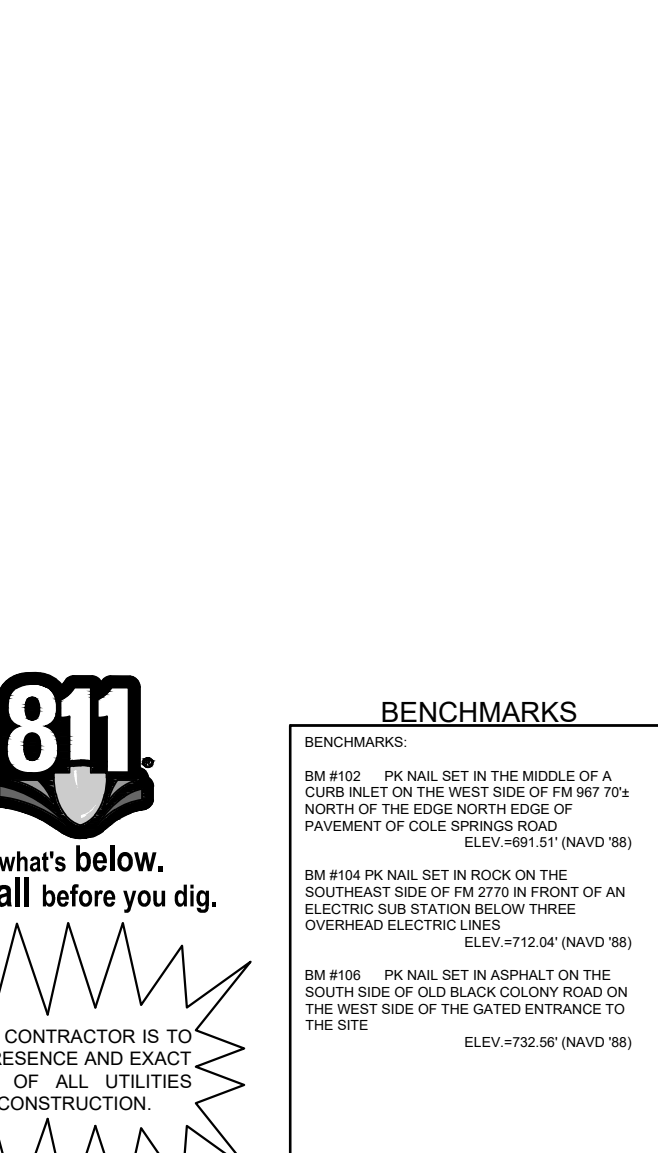 811
what's below.
all before you dig.
CONTRACTOR IS TO
RESENCE AND EXACT
OF ALL UTILITIES
CONSTRUCTION.
BENCHMARKS
BENCHMARKS:
BM #102 PK NAIL SET IN THE MIDDLE OF A
CURB INLET ON THE WEST SIDE OF FM 967 70'±
NORTH OF THE EDGE NORTH EDGE OF
PAVEMENT OF COLE SPRINGS ROAD
ELEV.=691.51' (NAVD '88)
BM #104 PK NAIL SET IN ROCK ON THE
SOUTHEAST SIDE OF FM 2770 IN FRONT OF AN
ELECTRIC SUB STATION BELOW THREE
OVERHEAD ELECTRIC LINES
ELEV.=712.04' (NAVD '88)
BM #106 PK NAIL SET IN ASPHALT ON THE
SOUTH SIDE OF OLD BLACK COLONY ROAD ON
THE WEST SIDE OF THE GATED ENTRANCE TO
THE SITE
ELEV.=732.56' (NAVD '88)